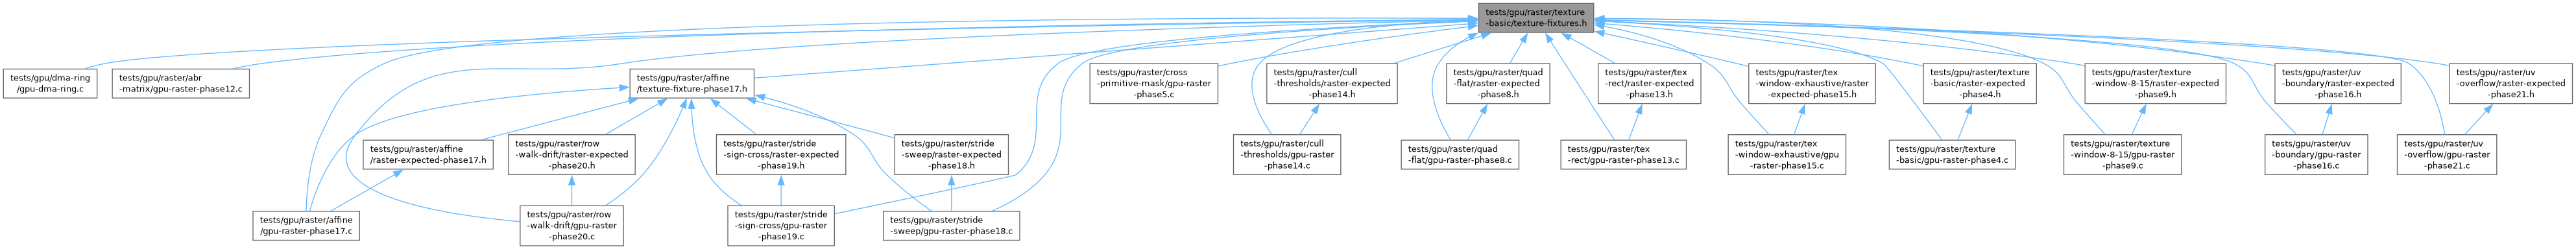 tests/gpu/raster/texture
-basic/texture-fixtures.h
tests/gpu/dma-ring
/gpu-dma-ring.c
tests/gpu/raster/abr
-matrix/gpu-raster-phase12.c
tests/gpu/raster/affine
/texture-fixture-phase17.h
tests/gpu/raster/cross
-primitive-mask/gpu-raster
-phase5.c
tests/gpu/raster/cull
-thresholds/raster-expected
-phase14.h
tests/gpu/raster/quad
-flat/raster-expected
-phase8.h
tests/gpu/raster/tex
-rect/raster-expected
-phase13.h
tests/gpu/raster/tex
-window-exhaustive/raster
-expected-phase15.h
tests/gpu/raster/texture
-basic/raster-expected
-phase4.h
tests/gpu/raster/texture
-window-8-15/raster-expected
-phase9.h
tests/gpu/raster/uv
-boundary/raster-expected
-phase16.h
tests/gpu/raster/uv
-overflow/raster-expected
-phase21.h
tests/gpu/raster/affine
/raster-expected-phase17.h
tests/gpu/raster/row
-walk-drift/raster-expected
-phase20.h
tests/gpu/raster/stride
-sign-cross/raster-expected
-phase19.h
tests/gpu/raster/stride
-sweep/raster-expected
-phase18.h
tests/gpu/raster/cull
-thresholds/gpu-raster
-phase14.c
tests/gpu/raster/quad
-flat/gpu-raster-phase8.c
tests/gpu/raster/tex
-rect/gpu-raster-phase13.c
tests/gpu/raster/tex
-window-exhaustive/gpu
-raster-phase15.c
tests/gpu/raster/texture
-basic/gpu-raster-phase4.c
tests/gpu/raster/texture
-window-8-15/gpu-raster
-phase9.c
tests/gpu/raster/uv
-boundary/gpu-raster
-phase16.c
tests/gpu/raster/uv
-overflow/gpu-raster
-phase21.c
tests/gpu/raster/affine
/gpu-raster-phase17.c
tests/gpu/raster/row
-walk-drift/gpu-raster
-phase20.c
tests/gpu/raster/stride
-sign-cross/gpu-raster
-phase19.c
tests/gpu/raster/stride
-sweep/gpu-raster-phase18.c